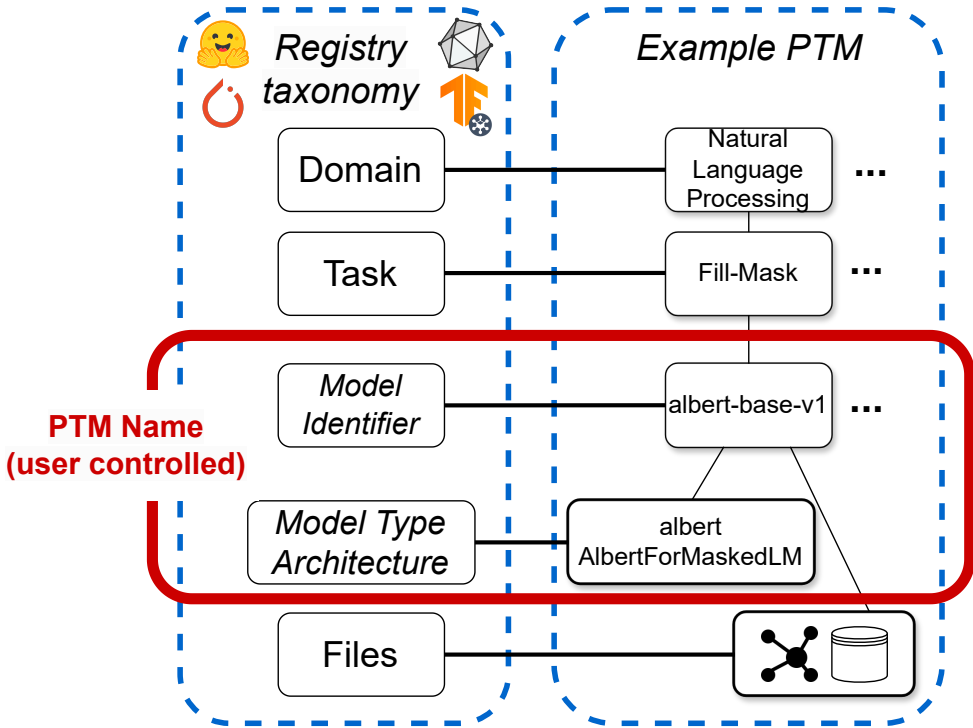 Registry
taxonomy
Example PTM
Domain
Natural
Language
Processing
...
Task
Fill-Mask
...
PTM Name
(user controlled)
Model
Identifier
albert-base-v1
...
Model Type
Architecture
albert
AlbertForMaskedLM
Files